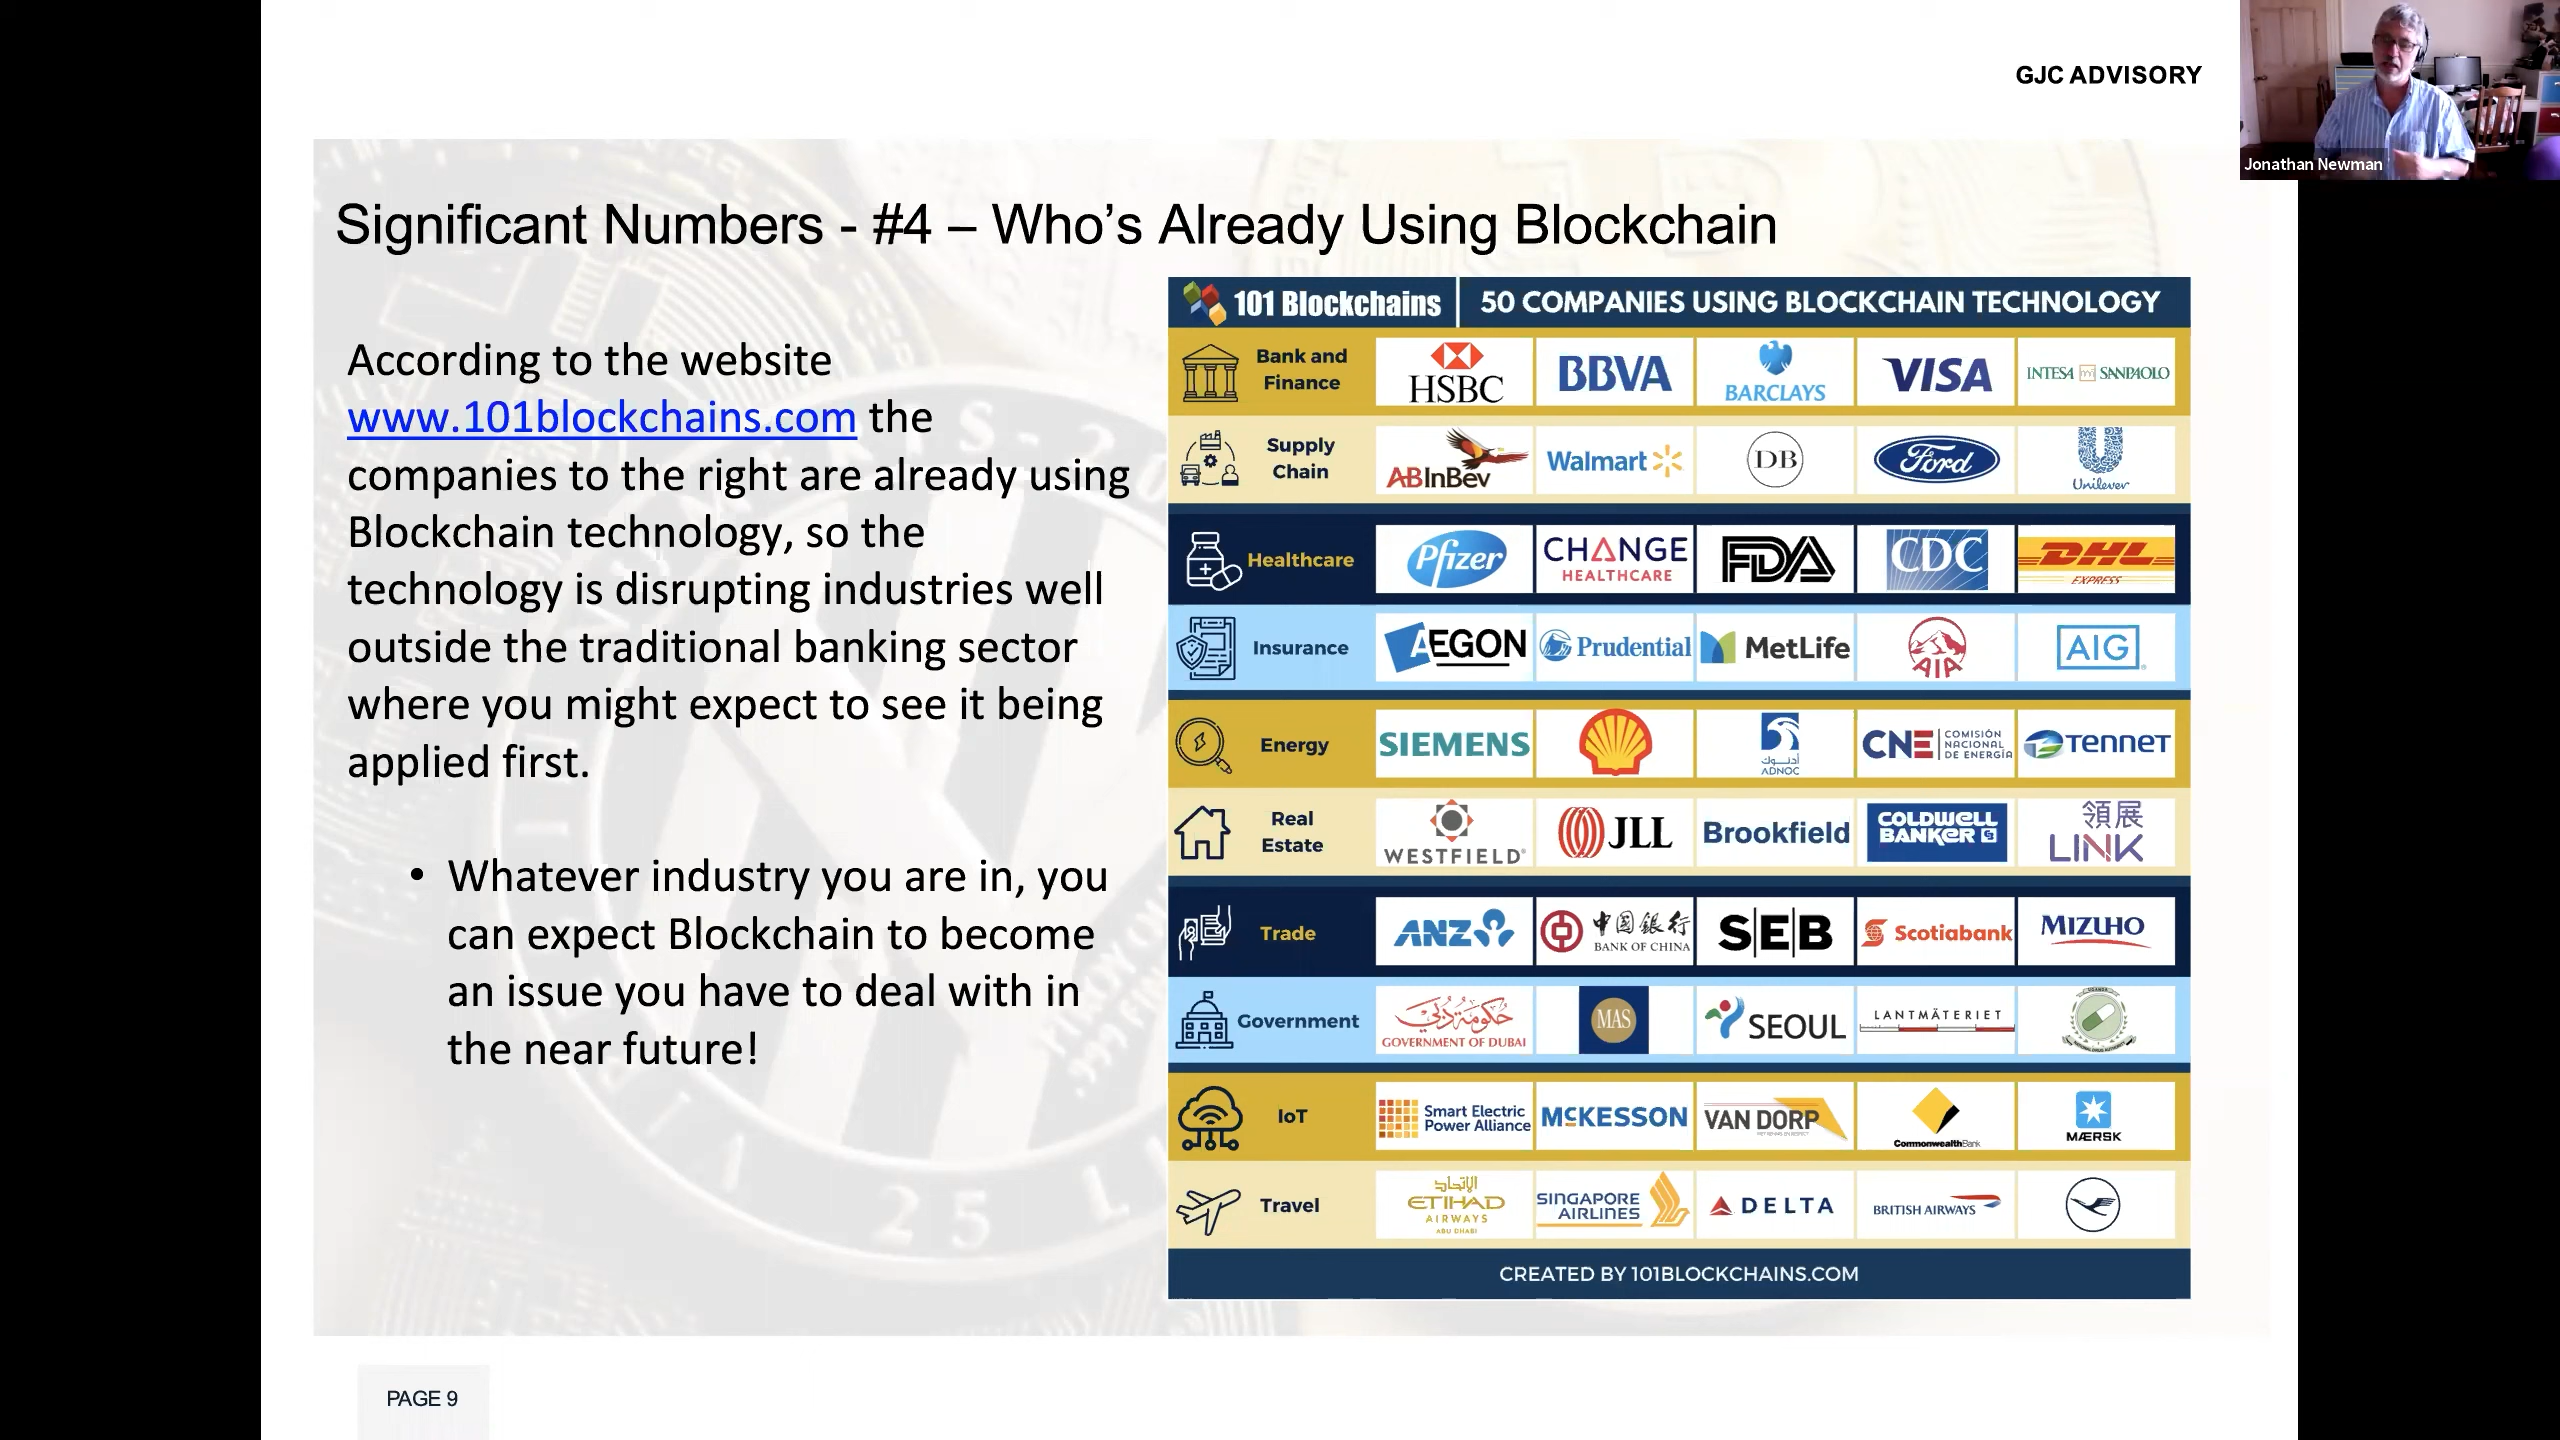 GJC ADVISORY
Jonathan Newman
Significant Numbers - #4 – Who’s Already Using Blockchain
According to the website
www.101blockchains.com the
companies to the right are already using
Blockchain technology, so the
technology is disrupting industries well
outside the traditional banking sector
where you might expect to see it being
applied first.
• Whatever industry you are in, you
can expect Blockchain to become
an issue you have to deal with in
the near future!
101 Blockchains
50 COMPANIES USING BLOCKCHAIN TECHNOLOGY
Bank and
Finance
HSBC
BBVA
BARCLAYS
VISA
INTESA SANPAOLO
Supply
Chain
ABInBev
Walmart
DB
Ford
Unilever
Healthcare
Pfizer
CHANGE
HEALTHCARE
FDA
CDC
DHL
EXPRESS
Insurance
AEGON
Prudential
MetLife
AIA
AIG
Energy
SIEMENS
أدنوك
ADNOC
CNE
COMISIÓN
NACIONAL
DE ENERGÍA
TenneT
Real
Estate
WESTFIELD
JLL
Brookfield
COLDWELL
BANKER
領展
LINK
Trade
ANZ
中国銀行
BANK OF CHINA
SEB
Scotiabank
MIZUHO
Government
حكومة دبي
GOVERNMENT OF DUBAI
MAS
SEOUL
LANTMÄTERIET
IoT
Smart Electric
Power Alliance
MCKESSON
VAN DORP
CommonwealthBank
MÆRSK
Travel
الإتحاد
ETIHAD
AIRWAYS
ABU DHABI
SINGAPORE
AIRLINES
DELTA
BRITISH AIRWAYS
CREATED BY 101BLOCKCHAINS.COM
PAGE 9